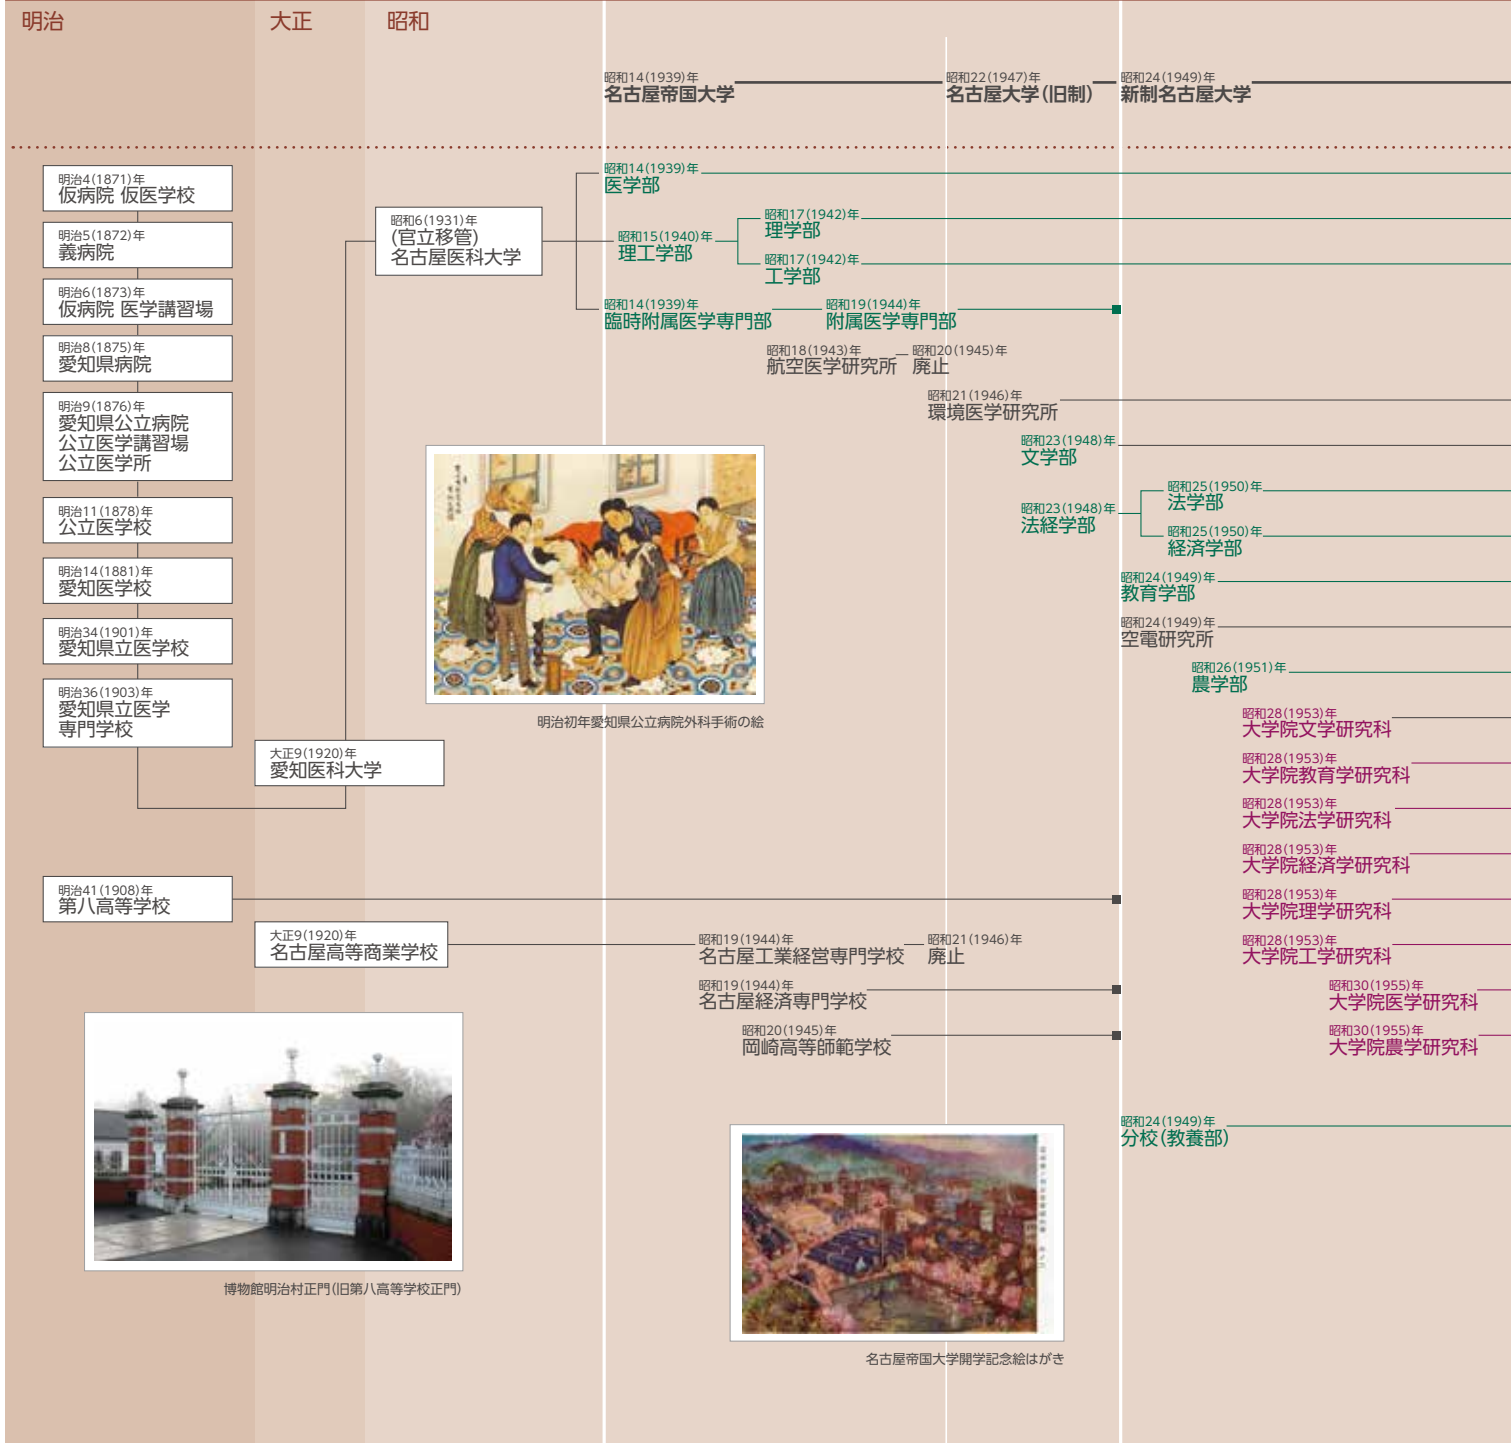 明治
大正
昭和
昭和14(1939)年
名古屋帝国大学
昭和22(1947)年
名古屋大学(旧制)
昭和24(1949)年
新制名古屋大学
明治4(1871)年
仮病院 仮医学校
明治5(1872)年
義病院
明治6(1873)年
仮病院 医学講習場
明治8(1875)年
愛知県病院
明治9(1876)年
愛知県公立病院
公立医学講習場
公立医学所
明治11(1878)年
公立医学校
明治14(1881)年
愛知医学校
明治34(1901)年
愛知県立医学校
明治36(1903)年
愛知県立医学
専門学校
大正9(1920)年
愛知医科大学
昭和6(1931)年
(官立移管)
名古屋医科大学
昭和14(1939)年
医学部
昭和15(1940)年
理工学部
昭和17(1942)年
理学部
昭和17(1942)年
工学部
昭和14(1939)年
臨時附属医学専門部
昭和19(1944)年
附属医学専門部
昭和18(1943)年
航空医学研究所
昭和20(1945)年
廃止
昭和21(1946)年
環境医学研究所
昭和23(1948)年
文学部
昭和23(1948)年
法経学部
昭和25(1950)年
法学部
昭和25(1950)年
経済学部
昭和24(1949)年
教育学部
昭和24(1949)年
空電研究所
昭和26(1951)年
農学部
昭和28(1953)年
大学院文学研究科
昭和28(1953)年
大学院教育学研究科
昭和28(1953)年
大学院法学研究科
昭和28(1953)年
大学院経済学研究科
昭和28(1953)年
大学院理学研究科
昭和28(1953)年
大学院工学研究科
昭和30(1955)年
大学院医学研究科
昭和30(1955)年
大学院農学研究科
明治初年愛知県公立病院外科手術の絵
明治41(1908)年
第八高等学校
大正9(1920)年
名古屋高等商業学校
昭和19(1944)年
名古屋工業経営専門学校
昭和21(1946)年
廃止
昭和19(1944)年
名古屋経済専門学校
昭和20(1945)年
岡崎高等師範学校
昭和24(1949)年
分校(教養部)
博物館明治村正門(旧第八高等学校正門)
名古屋帝国大学開学記念絵はがき